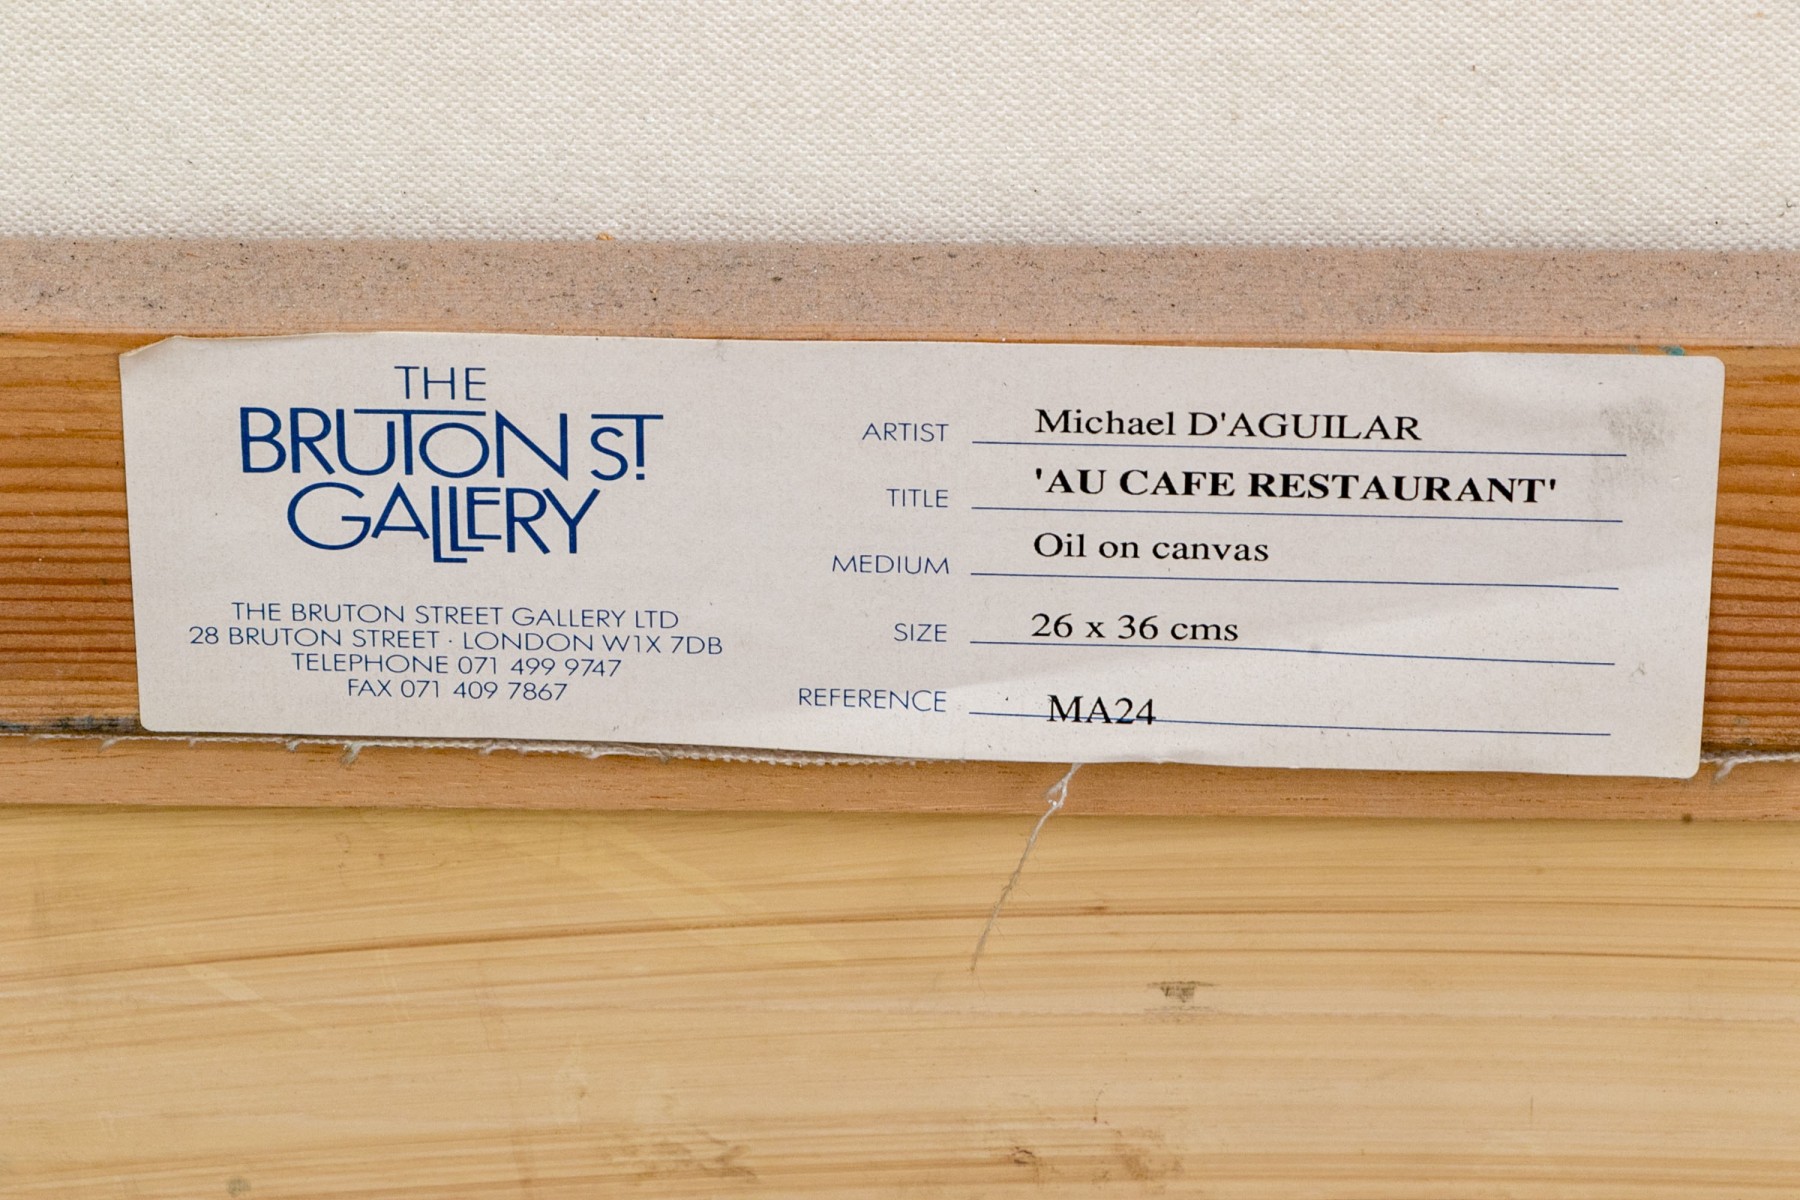 THE
BRUTON ST.
GALLERY
THE BRUTON STREET GALLERY LTD
28 BRUTON STREET · LONDON W1X 7DB
TELEPHONE 071 499 9747
FAX 071 409 7867
ARTIST Michael D'AGUILAR
TITLE 'AU CAFE RESTAURANT'
MEDIUM Oil on canvas
SIZE 26 x 36 cms
REFERENCE MA24